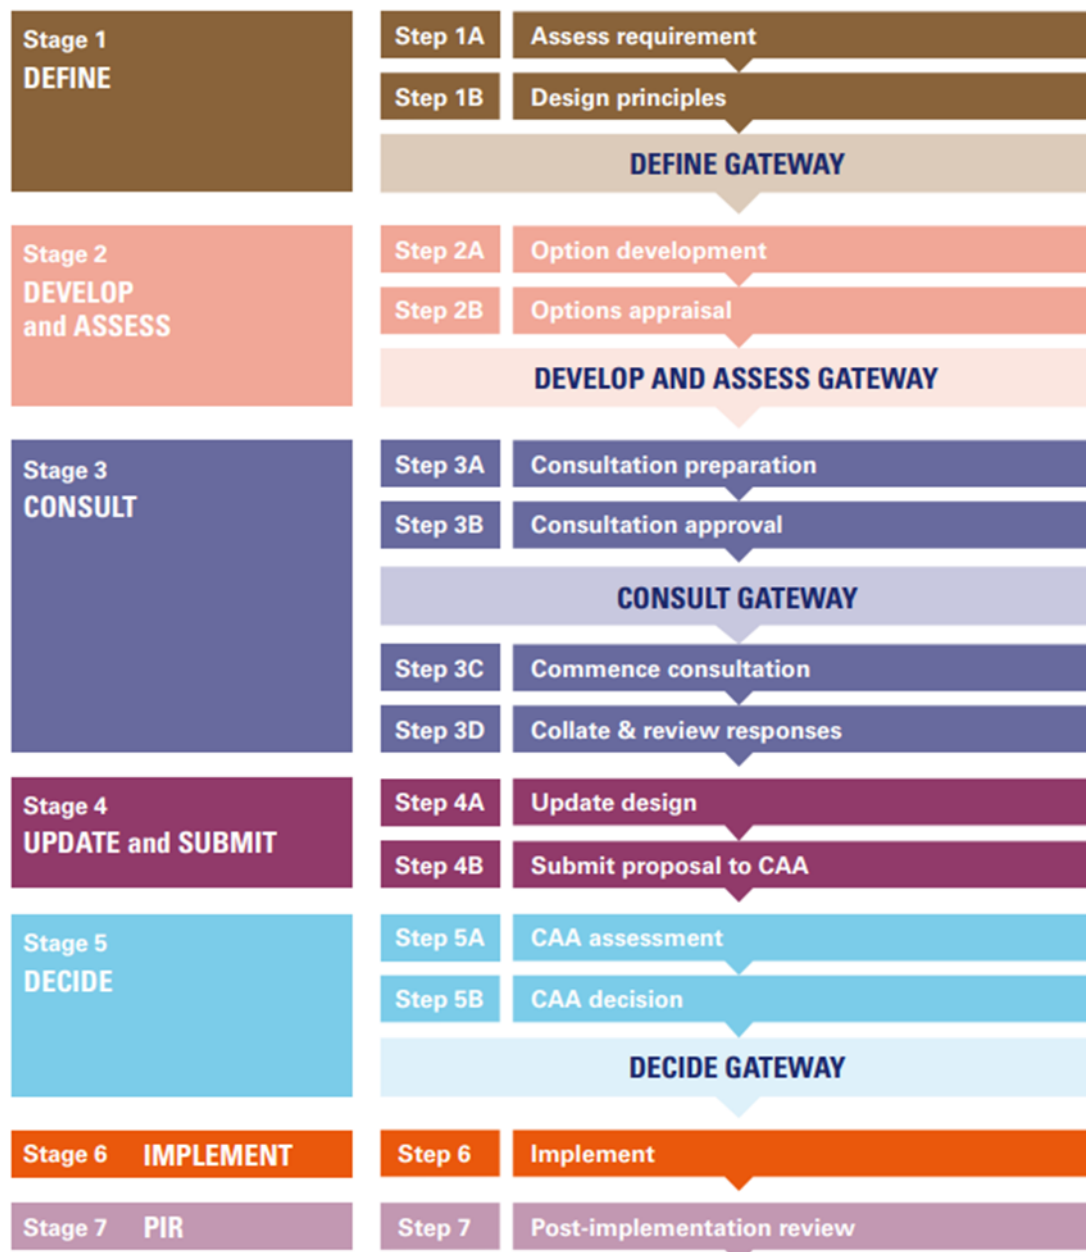 Stage 1
DEFINE
Step 1A Assess requirement
Step 1B Design principles
DEFINE GATEWAY
Stage 2
DEVELOP
and ASSESS
Step 2A Option development
Step 2B Options appraisal
DEVELOP AND ASSESS GATEWAY
Stage 3
CONSULT
Step 3A Consultation preparation
Step 3B Consultation approval
CONSULT GATEWAY
Step 3C Commence consultation
Step 3D Collate & review responses
Stage 4
UPDATE and SUBMIT
Step 4A Update design
Step 4B Submit proposal to CAA
Stage 5
DECIDE
Step 5A CAA assessment
Step 5B CAA decision
DECIDE GATEWAY
Stage 6 IMPLEMENT
Step 6 Implement
Stage 7 PIR
Step 7 Post-implementation review